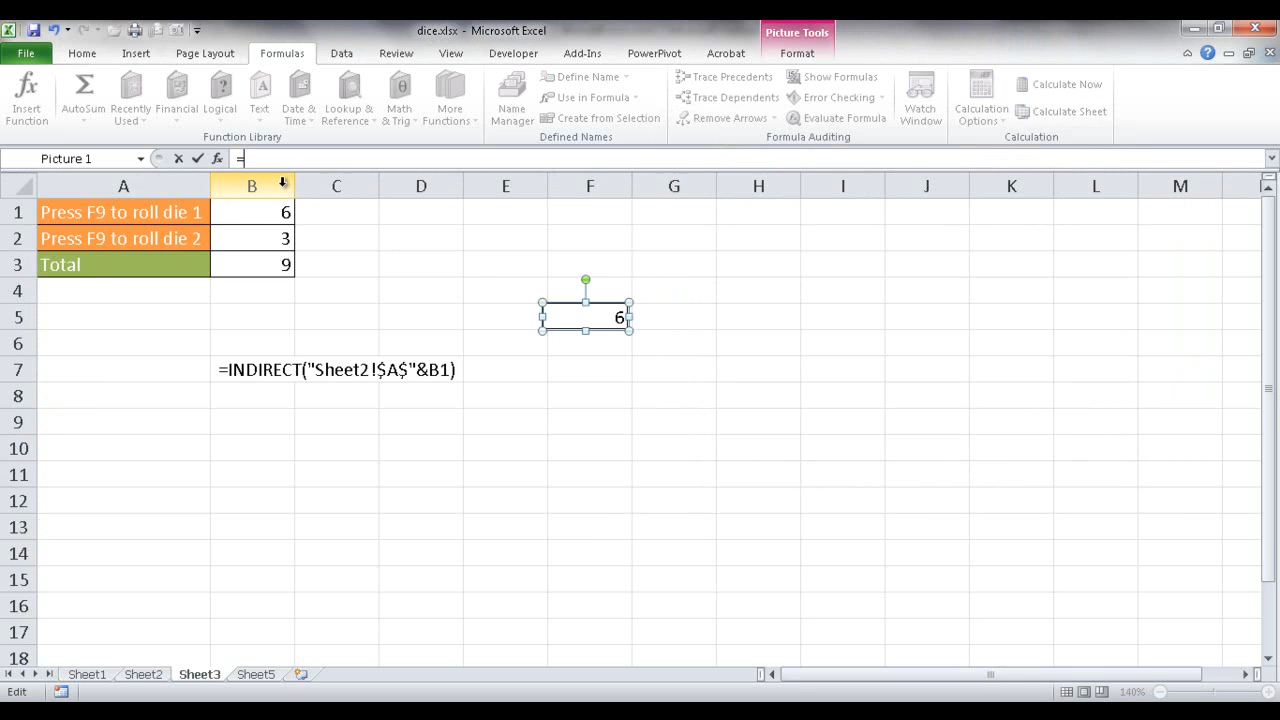 dice.xlsx - Microsoft Excel
Picture Tools
File Home Insert Page Layout Formulas Data Review View Developer Add-Ins PowerPivot Acrobat Format
Insert Function
AutoSum
Recently Used
Financial
Logical
Text
Date & Time
Lookup & Reference
Math & Trig
More Functions
Function Library
Name Manager
Define Name
Use in Formula
Create from Selection
Defined Names
Trace Precedents
Trace Dependents
Remove Arrows
Show Formulas
Error Checking
Evaluate Formula
Watch Window
Formula Auditing
Calculation Options
Calculate Now
Calculate Sheet
Calculation
Picture 1 fx =
A B C D E F G H I J K L M
1 Press F9 to roll die 1 6
2 Press F9 to roll die 2 3
3 Total 9
4
5 6
6
7 =INDIRECT("Sheet2!$A$"&B1)
8
9
10
11
12
13
14
15
16
17
18
Sheet1 Sheet2 Sheet3 Sheet5
Edit 140%